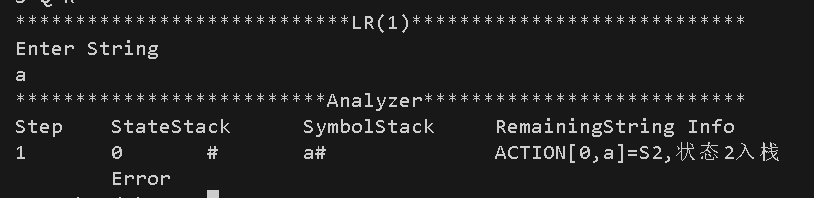 ****************************LR(1)****************************
Enter String
a
**************************Analyzer***************************
Step    StateStack      SymbolStack     RemainingString Info
1       0       #       a#              ACTION[0,a]=S2,状态2入栈
        Error